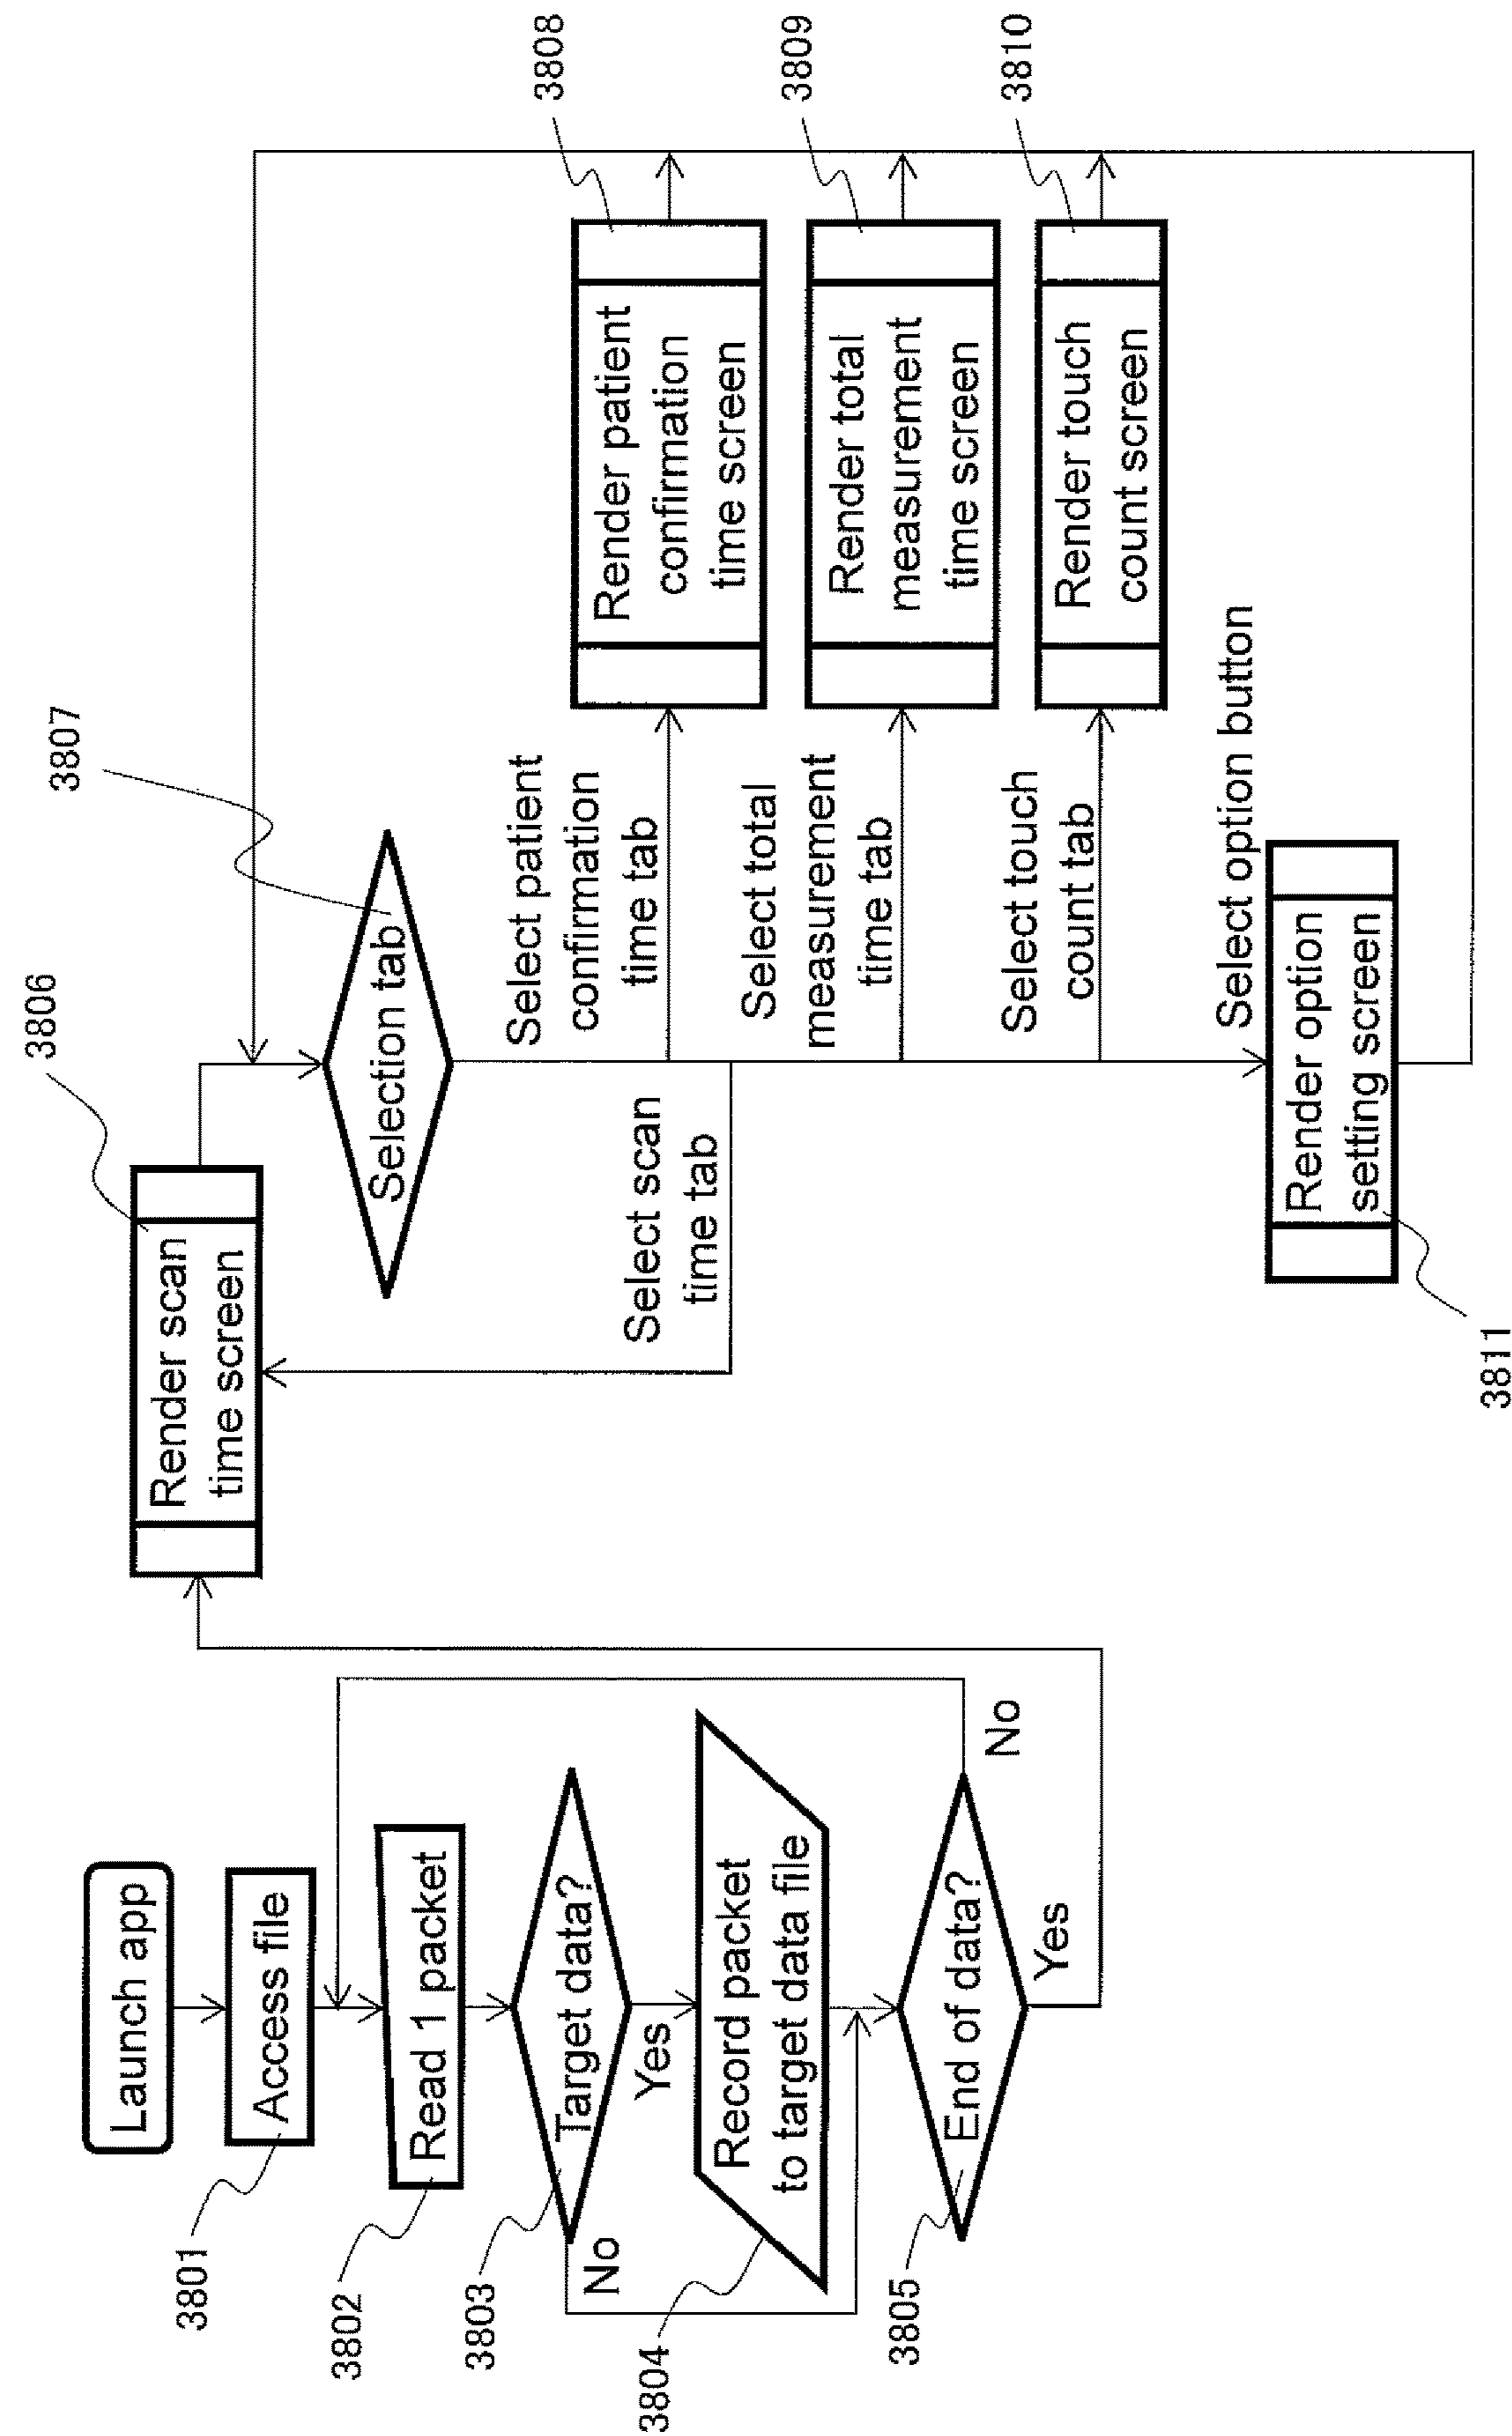 Launch app
3801
Access file
3802
Read 1 packet
3803
Target data?
No
Yes
3804
Record packet
to target data file
3805
End of data?
No
Yes
3806
Render scan
time screen
3807
Selection tab
Select scan
time tab
Select patient
confirmation
time tab
3808
Render patient
confirmation
time screen
Select total
measurement
time tab
3809
Render total
measurement
time screen
Select touch
count tab
3810
Render touch
count screen
Select option button
Render option
setting screen
3811